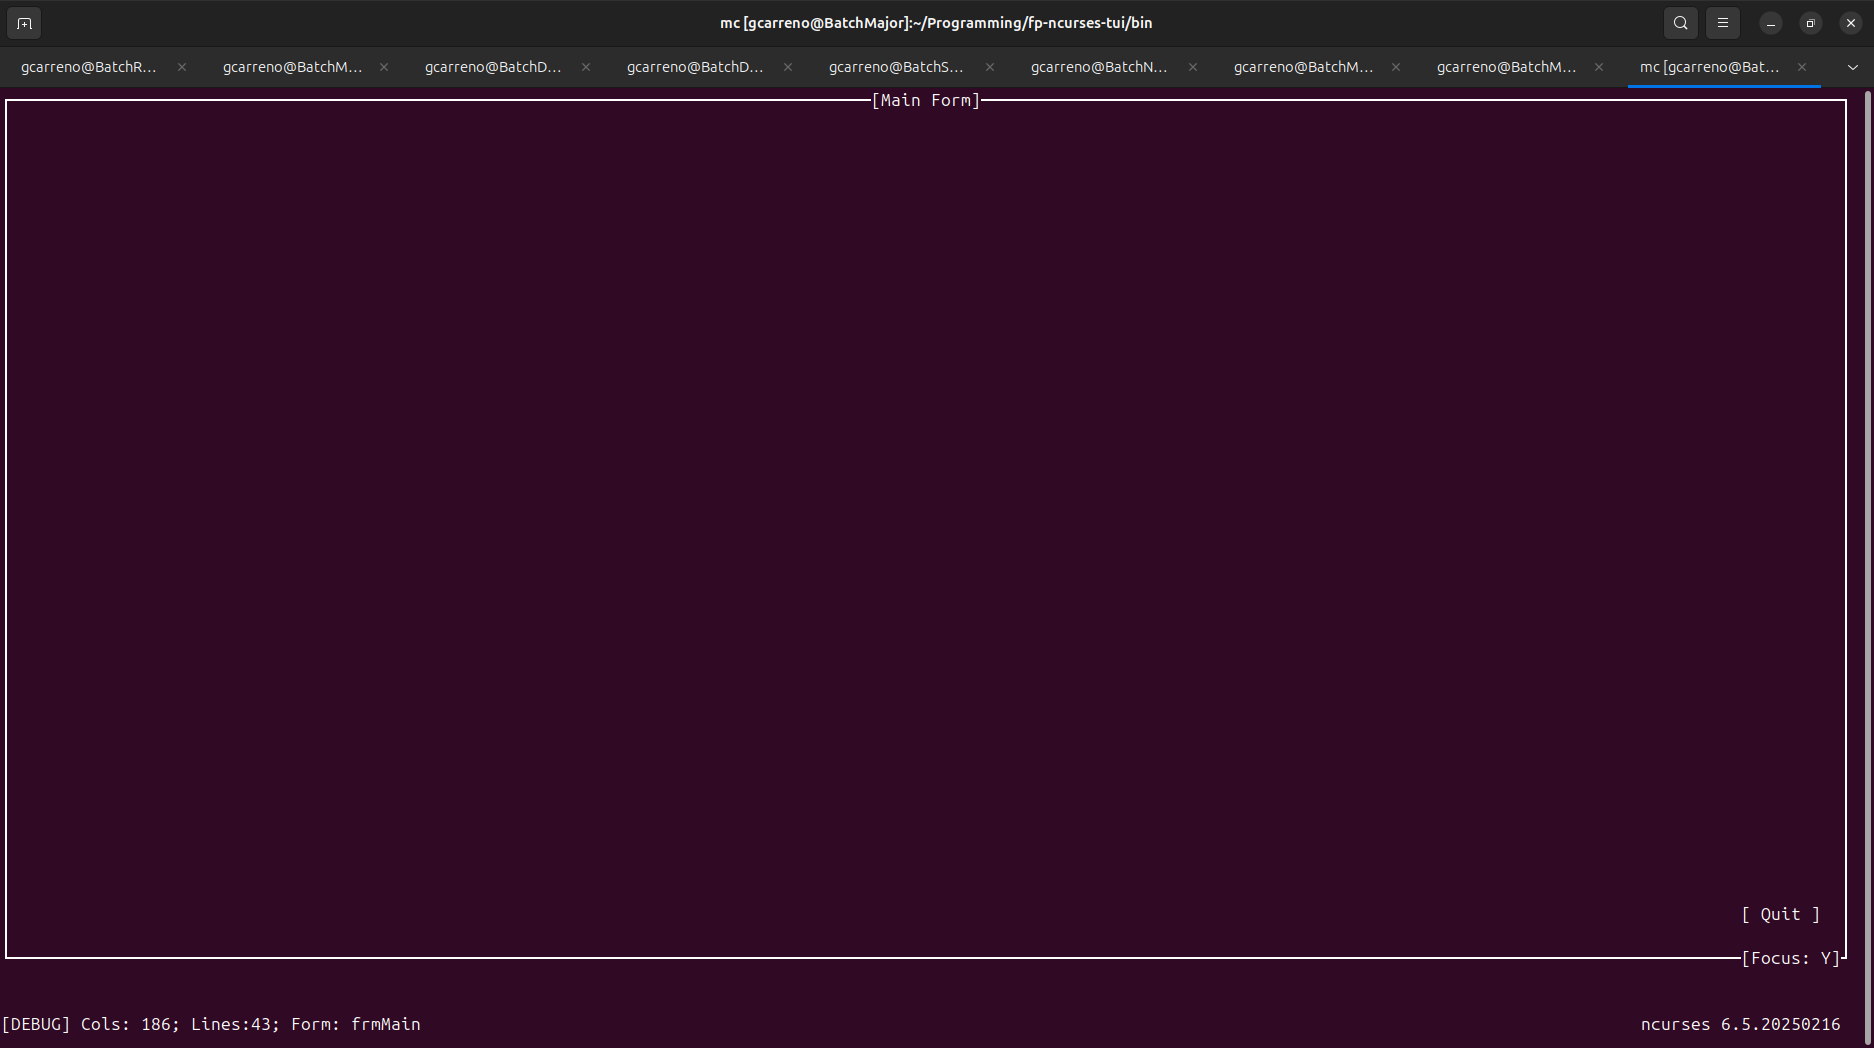 mc [gcarreno@BatchMajor]:~/Programming/fp-ncurses-tui/bin
gcarreno@BatchR... gcarreno@BatchM... gcarreno@BatchD... gcarreno@BatchD... gcarreno@BatchS... gcarreno@BatchN... gcarreno@BatchM... gcarreno@BatchM... mc [gcarreno@Bat...
[Main Form]
[ Quit ]
[Focus: Y]
[DEBUG] Cols: 186; Lines:43; Form: frmMain ncurses 6.5.20250216